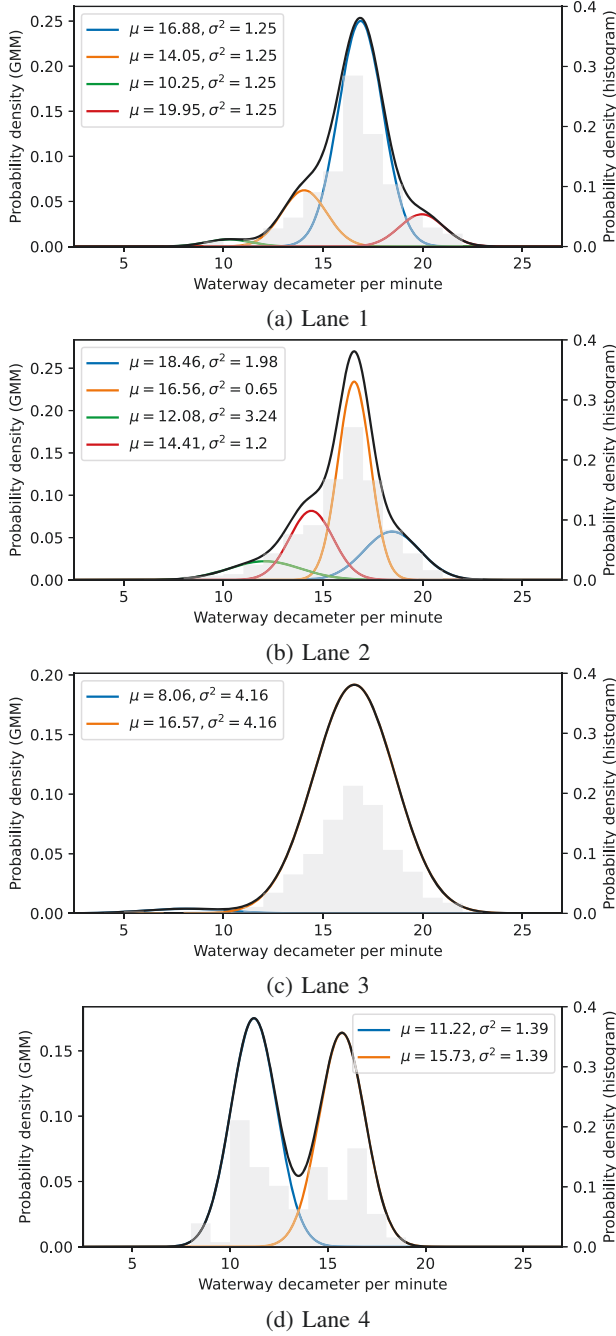 μ = 16.88, σ² = 1.25
μ = 14.05, σ² = 1.25
μ = 10.25, σ² = 1.25
μ = 19.95, σ² = 1.25
Probability density (GMM)
0.25
0.20
0.15
0.10
0.05
0.00
0.4
0.3
0.2
0.1
0.0
Probability density (histogram)
5 10 15 20 25
Waterway decameter per minute
(a) Lane 1
μ = 18.46, σ² = 1.98
μ = 16.56, σ² = 0.65
μ = 12.08, σ² = 3.24
μ = 14.41, σ² = 1.2
Probability density (GMM)
0.25
0.20
0.15
0.10
0.05
0.00
0.4
0.3
0.2
0.1
0.0
Probability density (histogram)
5 10 15 20 25
Waterway decameter per minute
(b) Lane 2
μ = 8.06, σ² = 4.16
μ = 16.57, σ² = 4.16
Probability density (GMM)
0.20
0.15
0.10
0.05
0.00
0.4
0.3
0.2
0.1
0.0
Probability density (histogram)
5 10 15 20 25
Waterway decameter per minute
(c) Lane 3
μ = 11.22, σ² = 1.39
μ = 15.73, σ² = 1.39
Probability density (GMM)
0.15
0.10
0.05
0.00
0.4
0.3
0.2
0.1
0.0
Probability density (histogram)
5 10 15 20 25
Waterway decameter per minute
(d) Lane 4